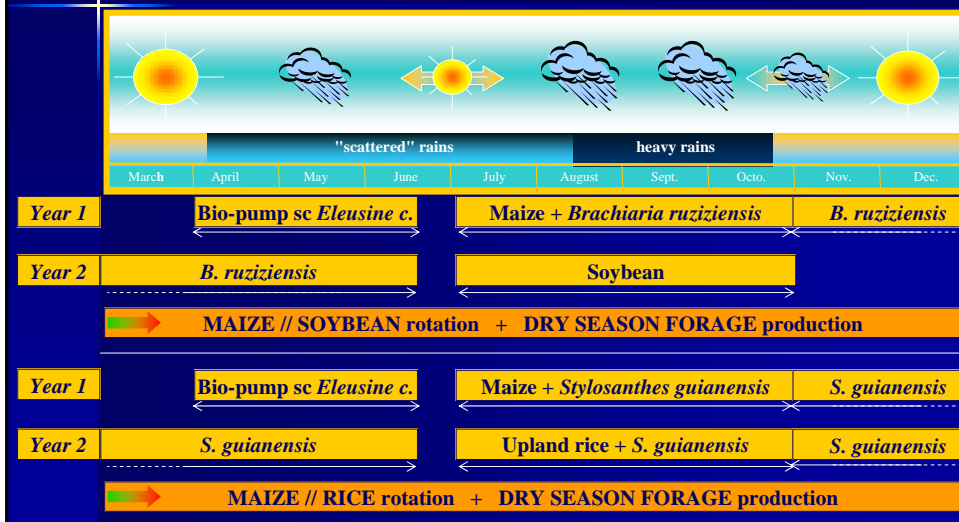 "scattered" rains heavy rains
March April May June July August Sept. Octo. Nov. Dec.
Year 1 Bio-pump sc Eleusine c. Maize + Brachiaria ruziziensis B. ruziziensis
Year 2 B. ruziziensis Soybean
MAIZE // SOYBEAN rotation + DRY SEASON FORAGE production
Year 1 Bio-pump sc Eleusine c. Maize + Stylosanthes guianensis S. guianensis
Year 2 S. guianensis Upland rice + S. guianensis S. guianensis
MAIZE // RICE rotation + DRY SEASON FORAGE production